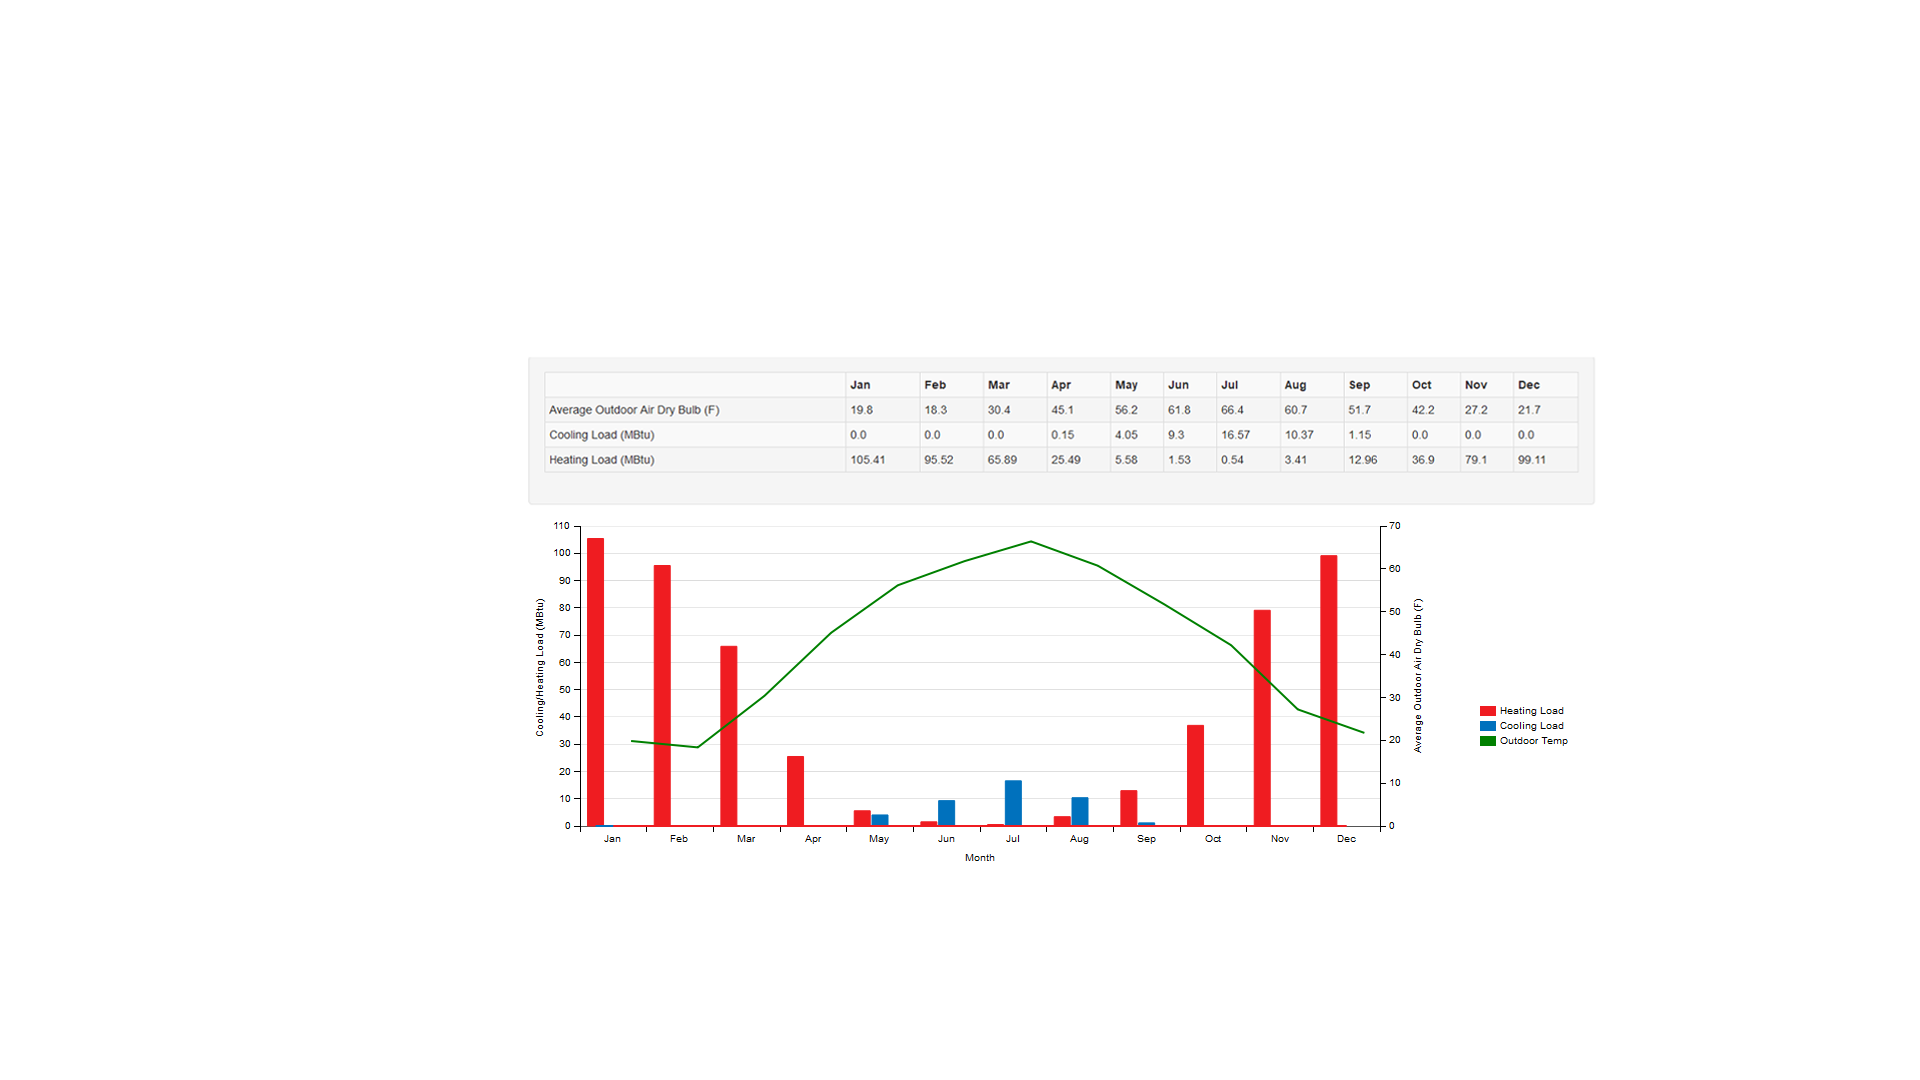 Jan Feb Mar Apr May Jun Jul Aug Sep Oct Nov Dec
Average Outdoor Air Dry Bulb (F) 19.8 18.3 30.4 45.1 56.2 61.8 66.4 60.7 51.7 42.2 27.2 21.7
Cooling Load (MBtu) 0.0 0.0 0.0 0.15 4.05 9.3 16.57 10.37 1.15 0.0 0.0 0.0
Heating Load (MBtu) 105.41 95.52 65.89 25.49 5.58 1.53 0.54 3.41 12.96 36.9 79.1 99.11
Cooling/Heating Load (MBtu)
110
100
90
80
70
60
50
40
30
20
10
0
Jan Feb Mar Apr May Jun Jul Aug Sep Oct Nov Dec
Month
70
60
50
40
30
20
10
0
Average Outdoor Air Dry Bulb (F)
Heating Load
Cooling Load
Outdoor Temp